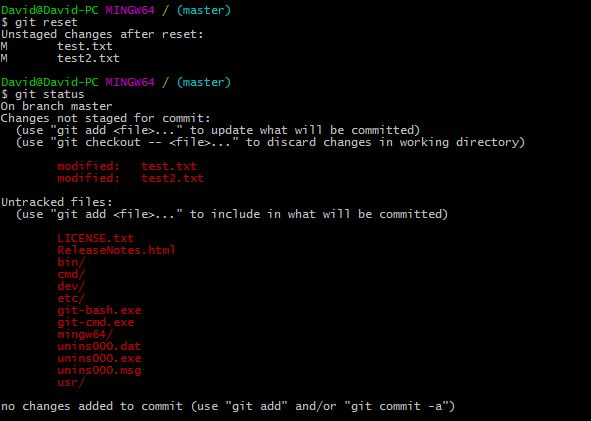 David@David-PC MINGW64 / (master)
$ git reset
Unstaged changes after reset:
M       test.txt
M       test2.txt
David@David-PC MINGW64 / (master)
$ git status
On branch master
Changes not staged for commit:
  (use "git add <file>..." to update what will be committed)
  (use "git checkout -- <file>..." to discard changes in working directory)
        modified:   test.txt
        modified:   test2.txt
Untracked files:
  (use "git add <file>..." to include in what will be committed)
        LICENSE.txt
        ReleaseNotes.html
        bin/
        cmd/
        dev/
        etc/
        git-bash.exe
        git-cmd.exe
        mingw64/
        unins000.dat
        unins000.exe
        unins000.msg
        usr/
no changes added to commit (use "git add" and/or "git commit -a")